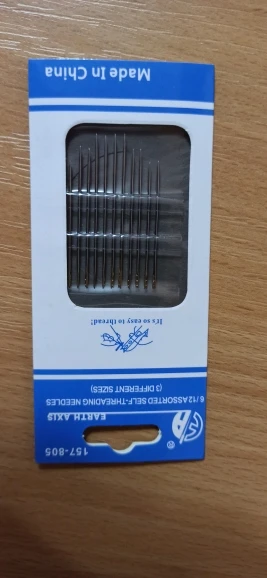 157-805
EARTH AXIS
6/12 ASSORTED SELF-THREADING NEEDLES
(3 DIFFERENT SIZES)
It's so easy to thread!
Made In China